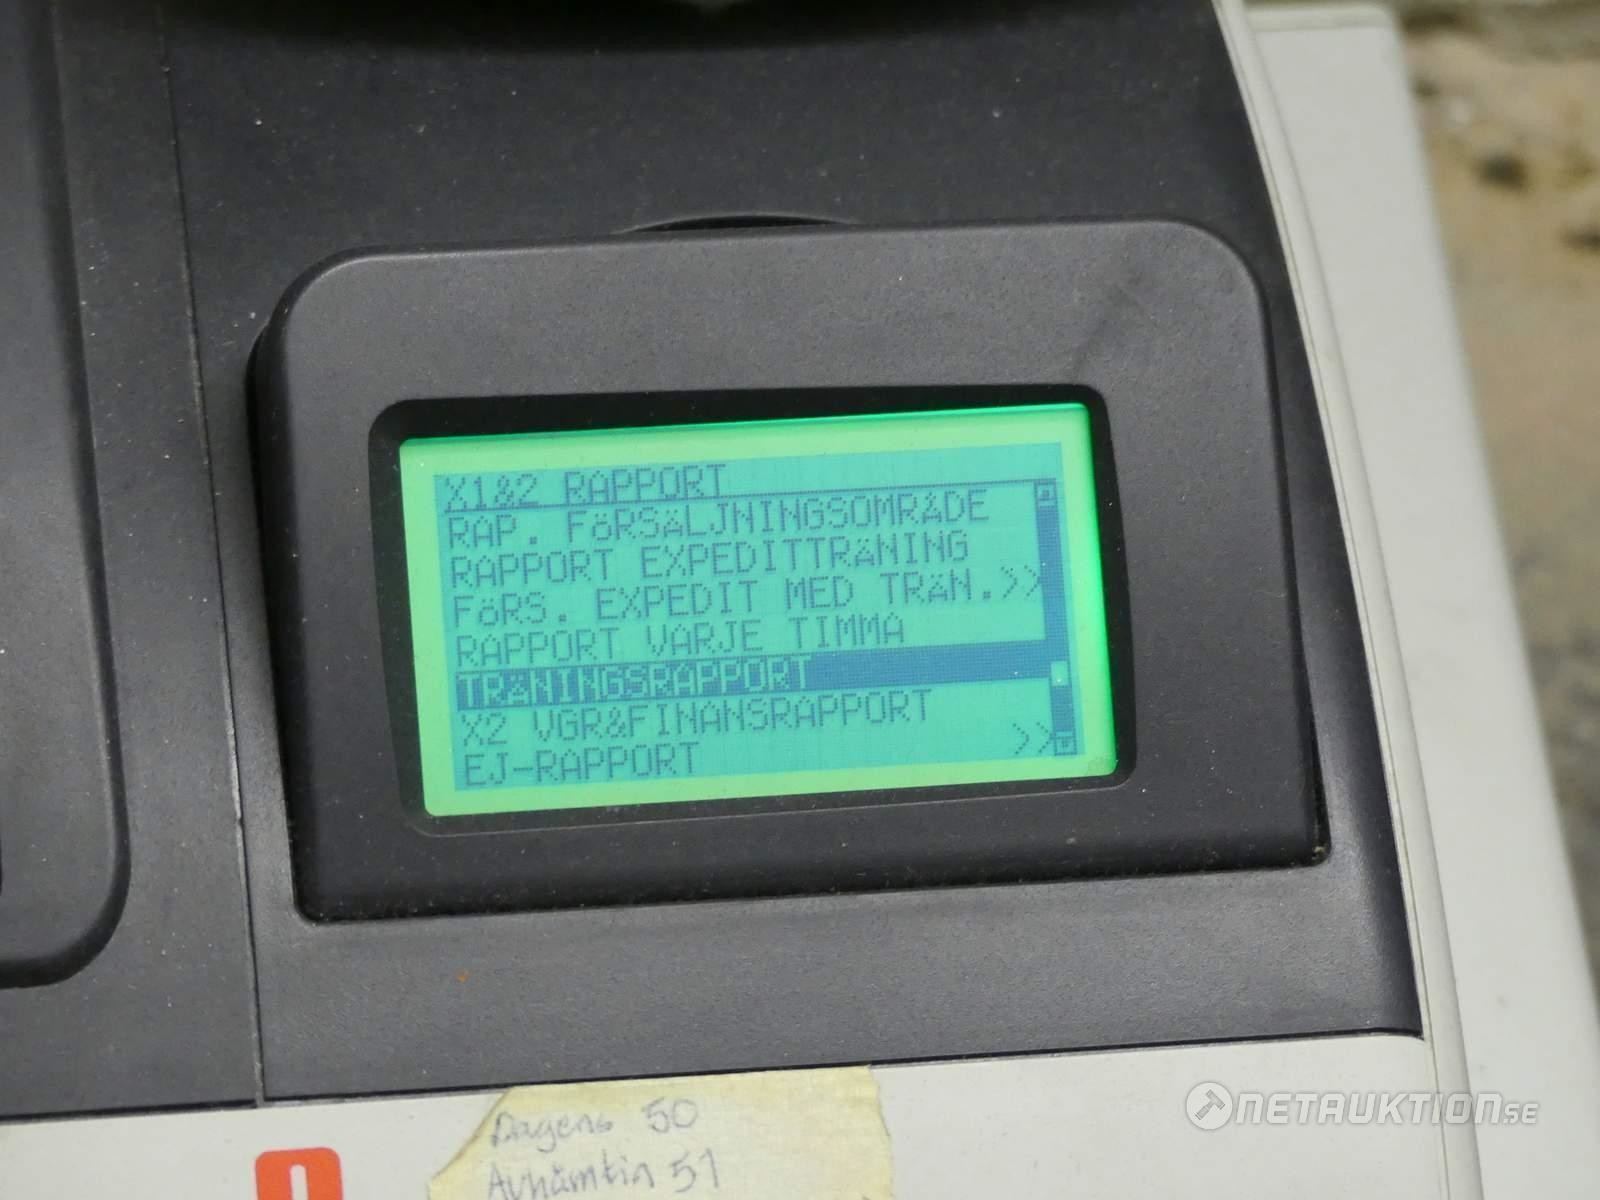 X1&2 RAPPORT
RAP. FöRSÄLJNINGSOMRÅDE
RAPPORT EXPEDITTRÄNING
FöRS. EXPEDIT MED TRÄN.>>
RAPPORT VARJE TIMMA
TRÄNINGSRAPPORT
X2 VGR&FINANSRAPPORT
EJ-RAPPORT >>
Dagens 50
Avhämtin 51
NETAUKTION.SE